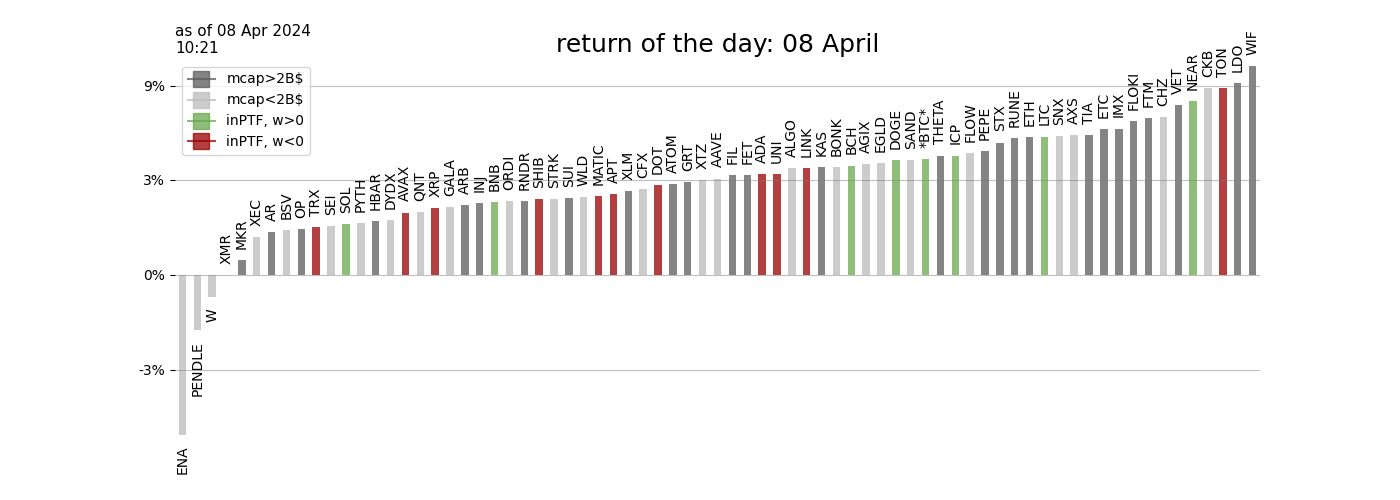 as of 08 Apr 2024
10:21
return of the day: 08 April
mcap>2B$
mcap<2B$
inPTF, w>0
inPTF, w<0
9%
3%
0%
-3%
ENA
PENDLE
W
XMR
MKR
XEC
AR
BSV
OP
TRX
SEI
SOL
PYTH
HBAR
DYDX
AVAX
QNT
XRP
GALA
ARB
INJ
BNB
ORDI
RNDR
SHIB
STRK
SUI
WLD
MATIC
APT
XLM
CFX
DOT
ATOM
GRT
XTZ
AAVE
FIL
FET
ADA
UNI
ALGO
LINK
KAS
BONK
BCH
AGIX
EGLD
DOGE
SAND
*BTC*
THETA
ICP
FLOW
PEPE
STX
RUNE
ETH
LTC
SNX
AXS
TIA
ETC
IMX
FLOKI
FTM
CHZ
VET
NEAR
CKB
TON
LDO
WIF